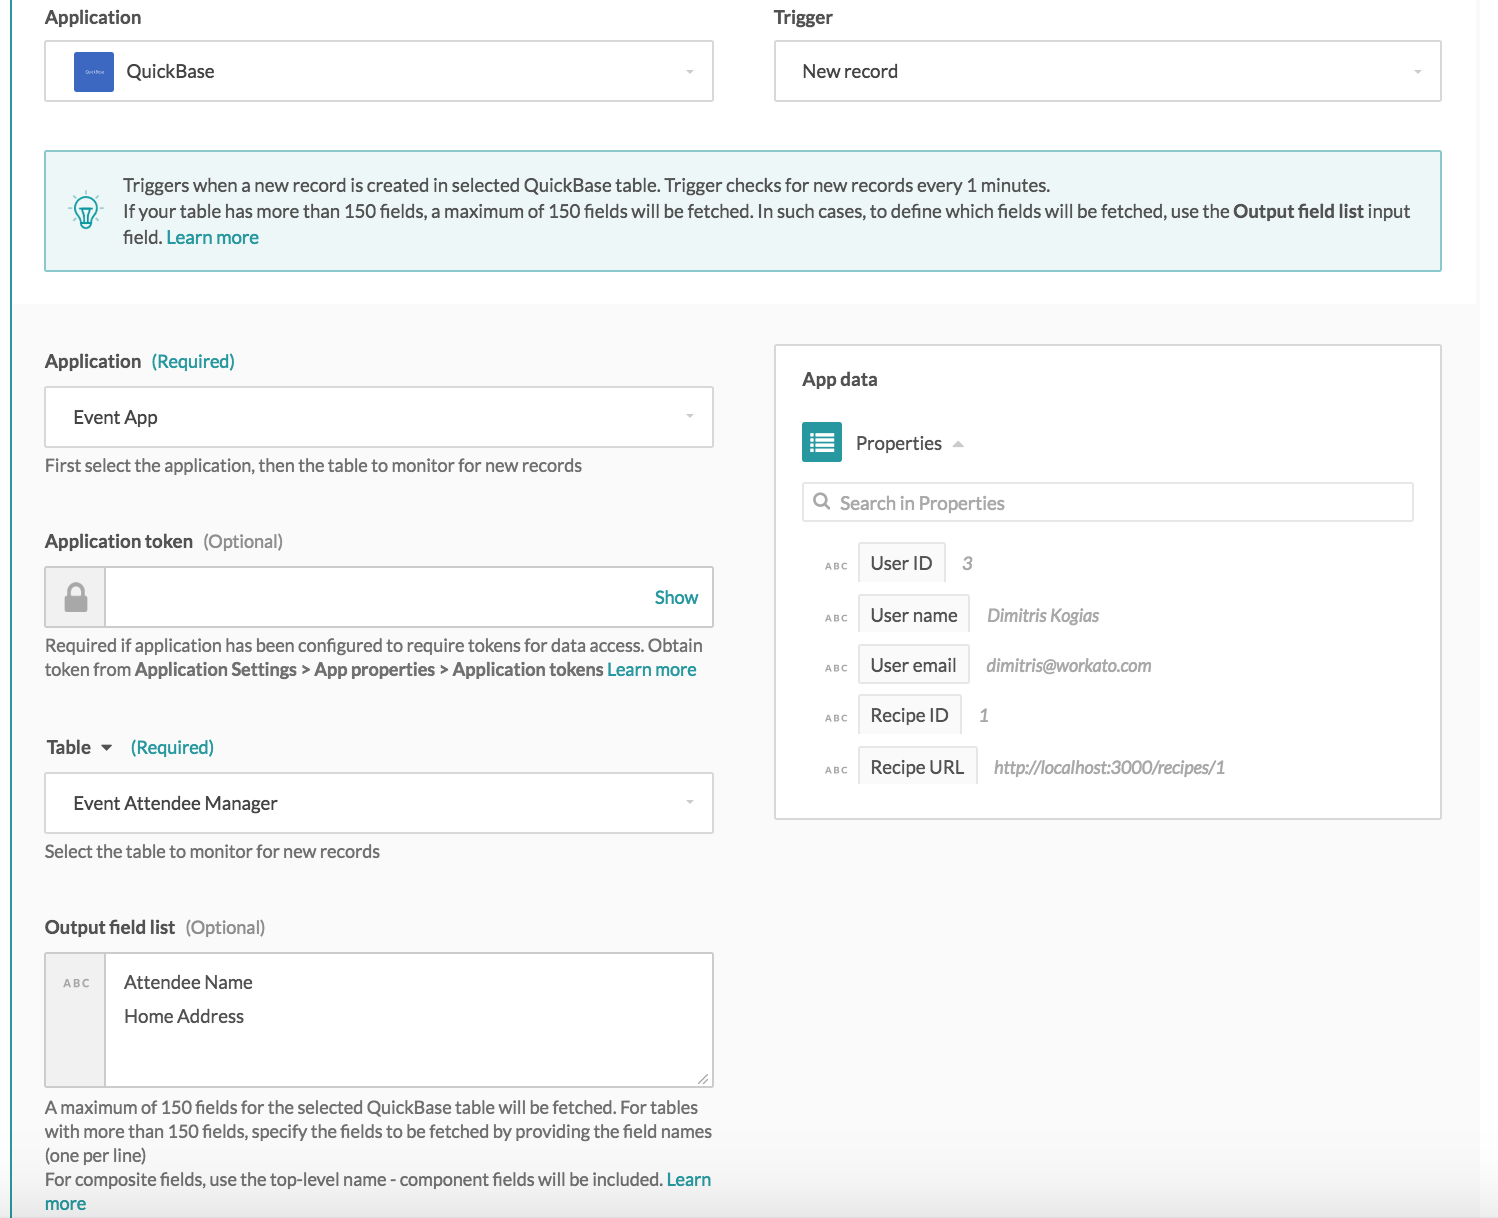 Application
QuickBase
Trigger
New record
Triggers when a new record is created in selected QuickBase table. Trigger checks for new records every 1 minutes.
If your table has more than 150 fields, a maximum of 150 fields will be fetched. In such cases, to define which fields will be fetched, use the Output field list input
field. Learn more
Application (Required)
Event App
First select the application, then the table to monitor for new records
Application token (Optional)
Show
Required if application has been configured to require tokens for data access. Obtain
token from Application Settings > App properties > Application tokens Learn more
Table (Required)
Event Attendee Manager
Select the table to monitor for new records
Output field list (Optional)
ABC
Attendee Name
Home Address
A maximum of 150 fields for the selected QuickBase table will be fetched. For tables
with more than 150 fields, specify the fields to be fetched by providing the field names
(one per line)
For composite fields, use the top-level name - component fields will be included. Learn
more
App data
Properties
Search in Properties
ABC User ID 3
ABC User name Dimitris Kogias
ABC User email dimitris@workato.com
ABC Recipe ID 1
ABC Recipe URL http://localhost:3000/recipes/1